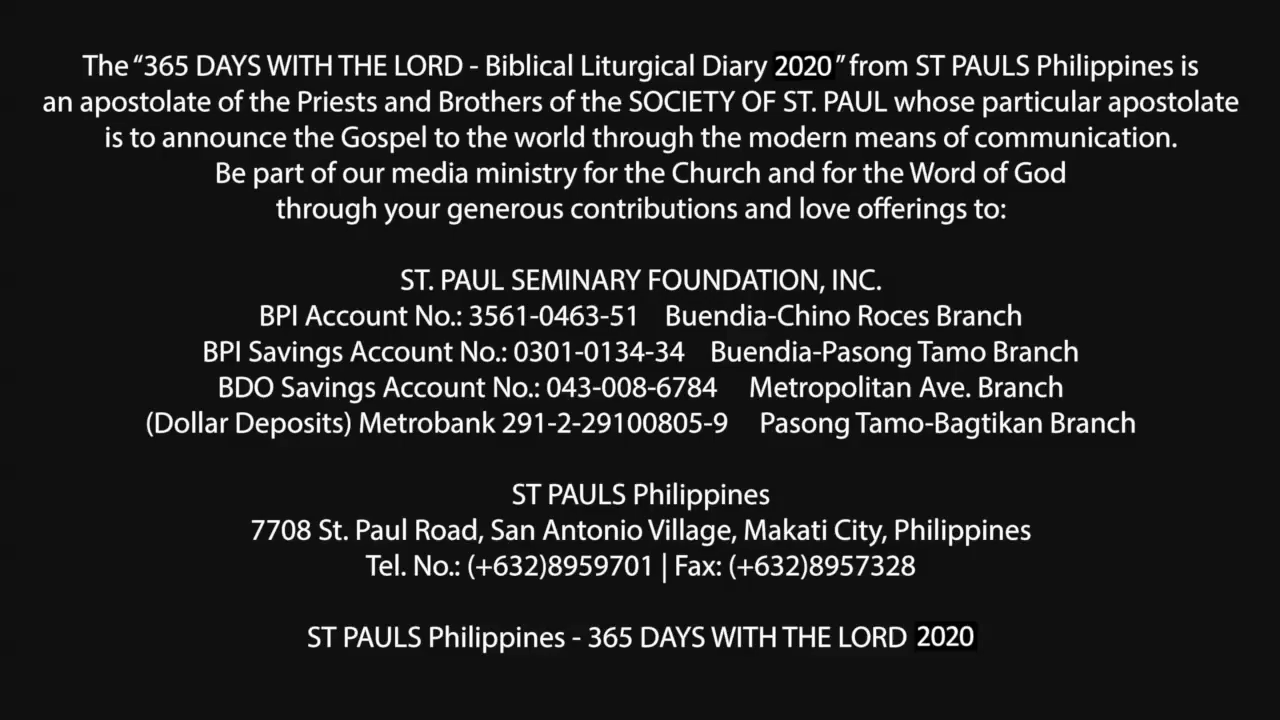 The “365 DAYS WITH THE LORD - Biblical Liturgical Diary 2020” from ST PAULS Philippines is
an apostolate of the Priests and Brothers of the SOCIETY OF ST. PAUL whose particular apostolate
is to announce the Gospel to the world through the modern means of communication.
Be part of our media ministry for the Church and for the Word of God
through your generous contributions and love offerings to:
ST. PAUL SEMINARY FOUNDATION, INC.
BPI Account No.: 3561-0463-51 Buendia-Chino Roces Branch
BPI Savings Account No.: 0301-0134-34 Buendia-Pasong Tamo Branch
BDO Savings Account No.: 043-008-6784 Metropolitan Ave. Branch
(Dollar Deposits) Metrobank 291-2-29100805-9 Pasong Tamo-Bagtikan Branch
ST PAULS Philippines
7708 St. Paul Road, San Antonio Village, Makati City, Philippines
Tel. No.: (+632)8959701 | Fax: (+632)8957328
ST PAULS Philippines - 365 DAYS WITH THE LORD 2020